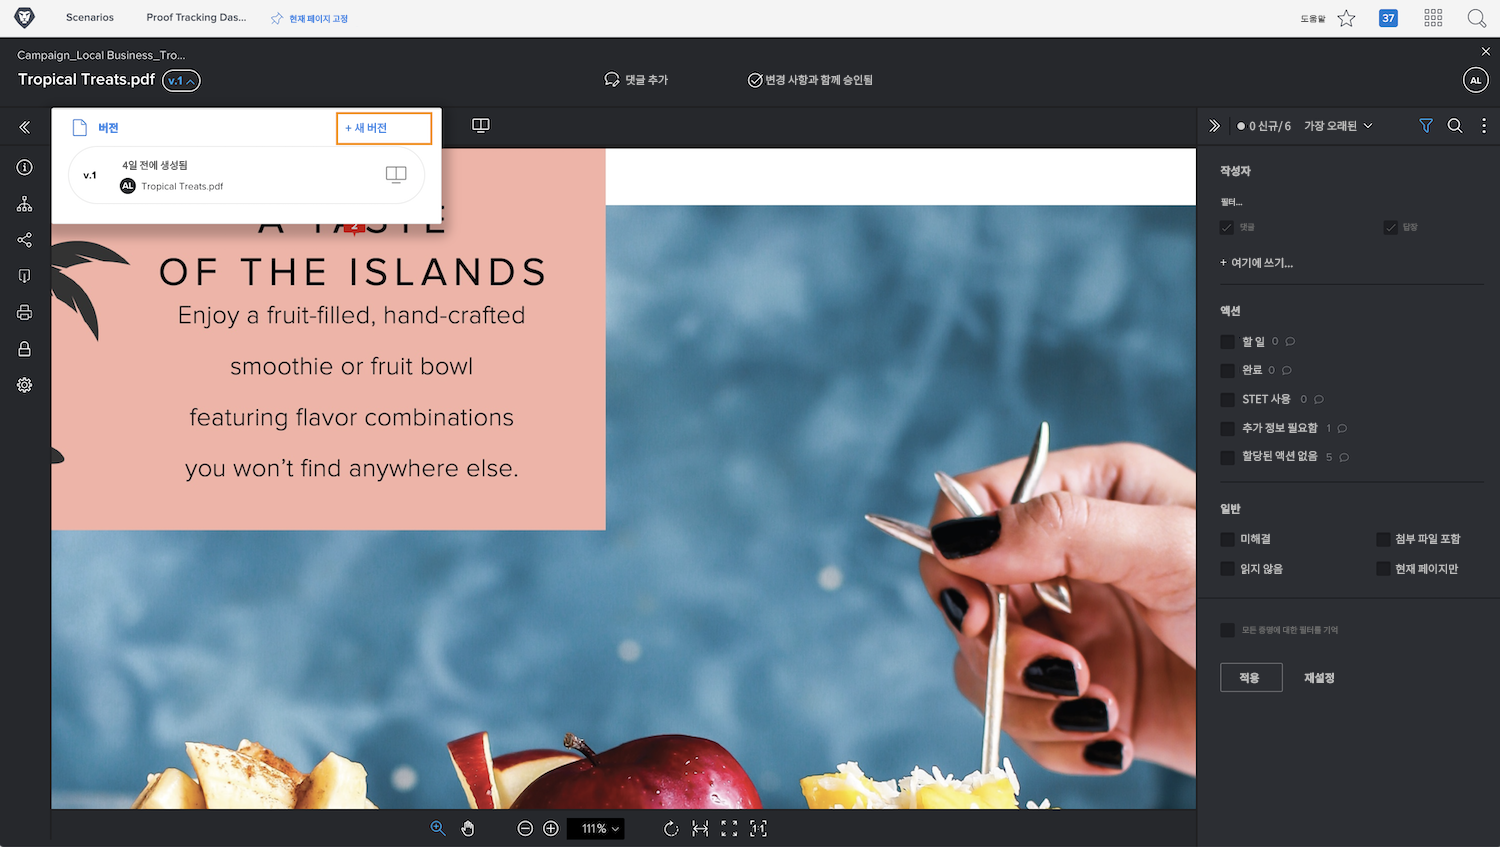 Scenarios
Proof Tracking Das...
현재 페이지 고정
도움말
37
Campaign_Local Business_Tro...
Tropical Treats.pdf
v.1
댓글 추가
변경 사항과 함께 승인됨
AL
버전
+ 새 버전
v.1
4일 전에 생성됨
AL
Tropical Treats.pdf
0 신규/ 6
가장 오래된
A TASTE
2
OF THE ISLANDS
Enjoy a fruit-filled, hand-crafted
smoothie or fruit bowl
featuring flavor combinations
you won’t find anywhere else.
작성자
필터...
댓글
답장
+ 여기에 쓰기...
액션
할 일 0
완료 0
STET 사용 0
추가 정보 필요함 1
할당된 액션 없음 5
일반
미해결
첨부 파일 포함
읽지 않음
현재 페이지만
모든 증명에 대한 필터를 기억
적용
재설정
111%
1:1